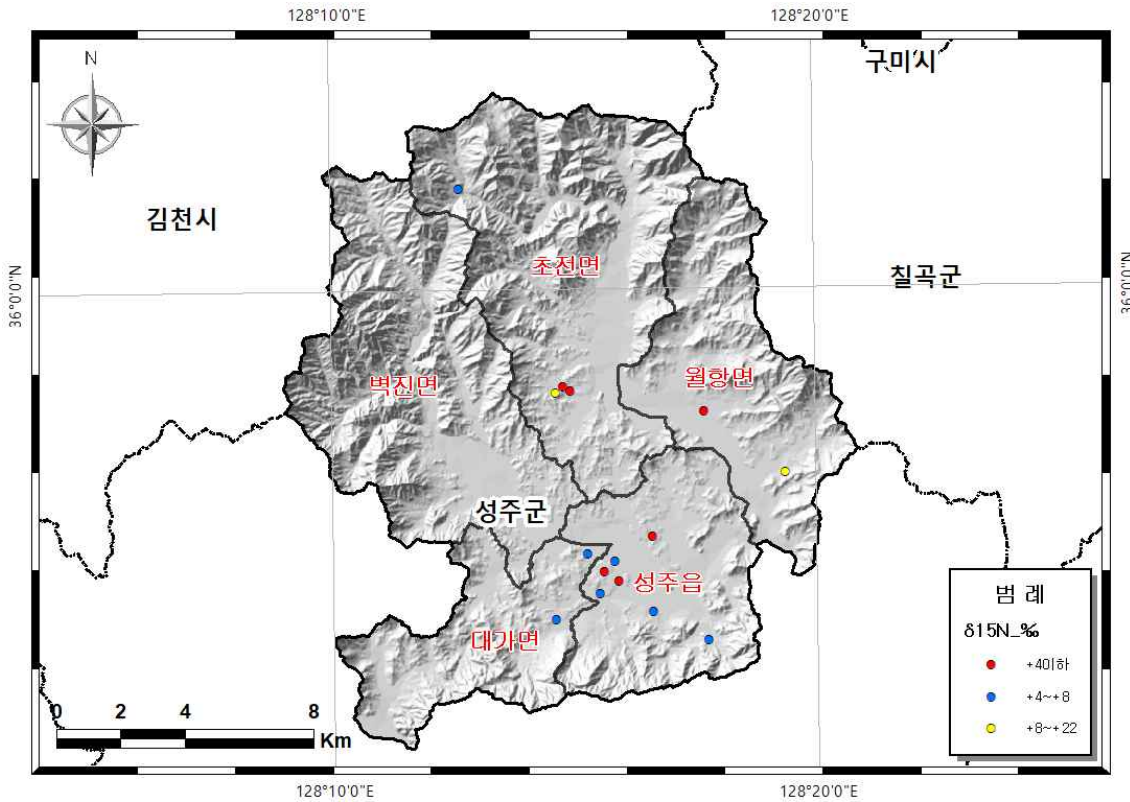 128°10'0"E 128°20'0"E
N
구미시
김천시
초전면
칠곡군
36°0'0"N
36°0'0"N
벽진면
월항면
성주군
성주읍
대가면
범 례
δ15N_‰
+4이하
+4~+8
+8~+22
0 2 4 8
Km
128°10'0"E 128°20'0"E